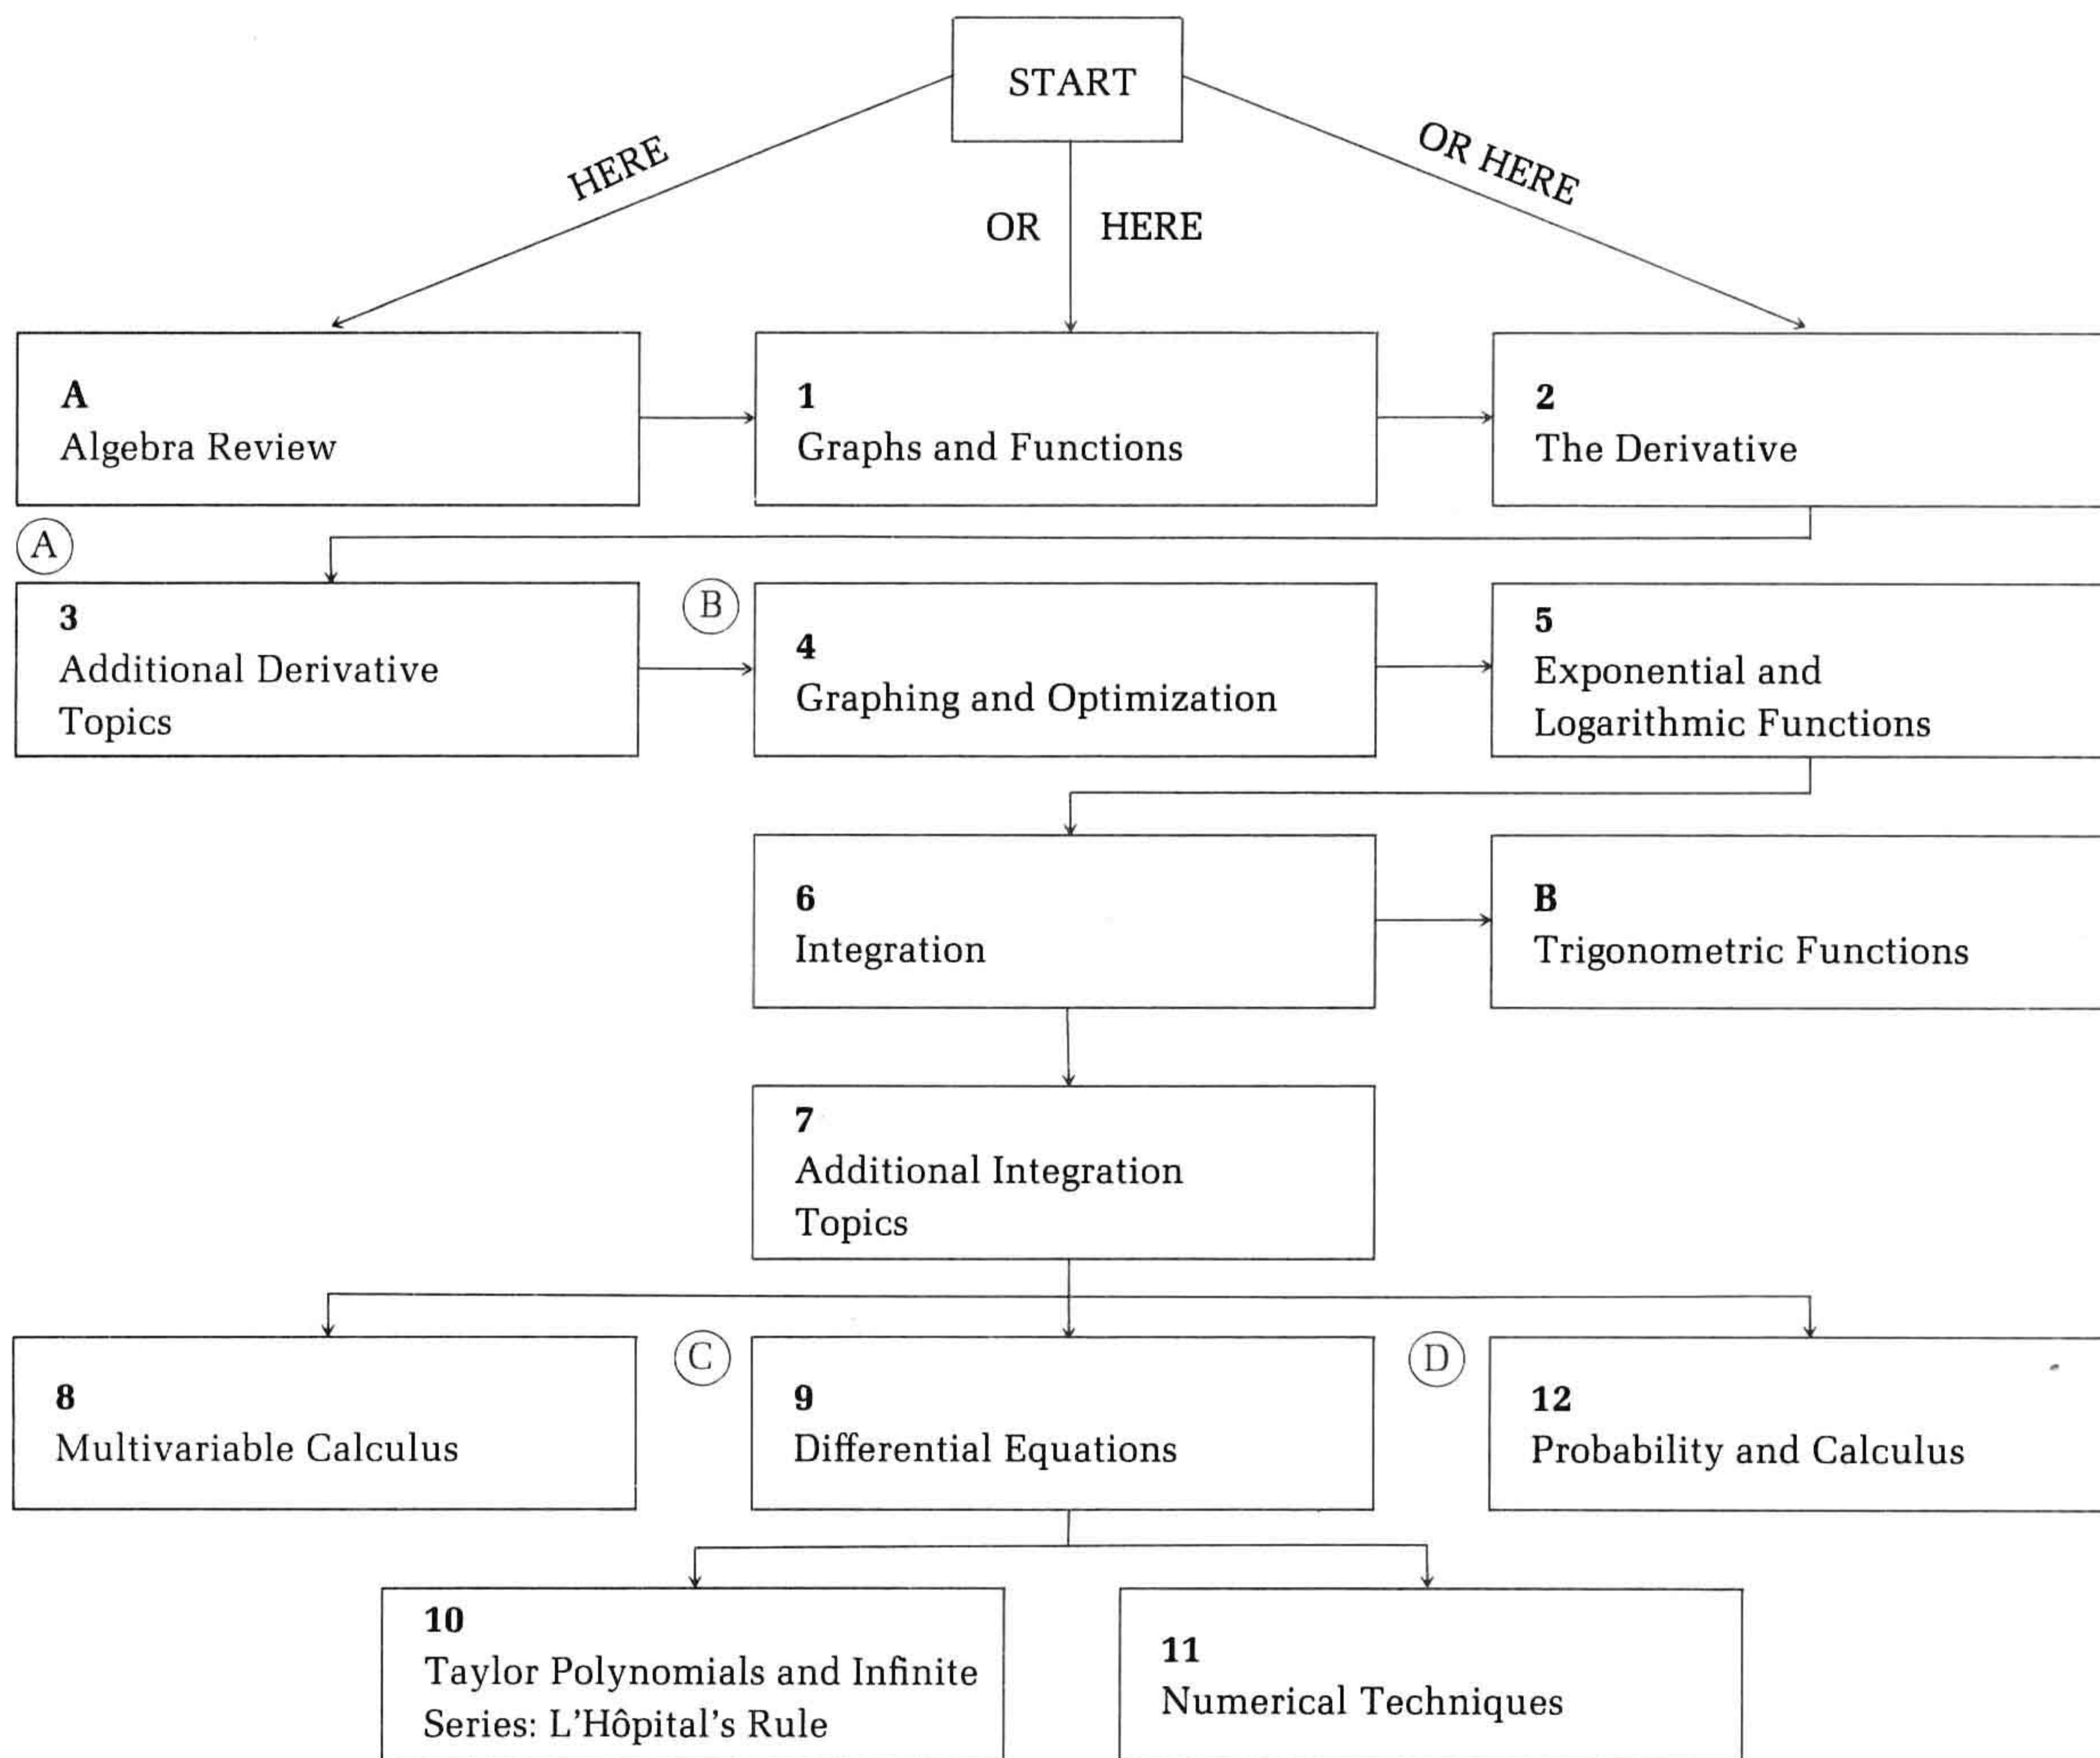 START
HERE
OR HERE
OR HERE
A
Algebra Review
1
Graphs and Functions
2
The Derivative
A
3
Additional Derivative
Topics
B
4
Graphing and Optimization
5
Exponential and
Logarithmic Functions
6
Integration
B
Trigonometric Functions
7
Additional Integration
Topics
8
Multivariable Calculus
C
9
Differential Equations
D
12
Probability and Calculus
10
Taylor Polynomials and Infinite
Series: L'Hôpital's Rule
11
Numerical Techniques